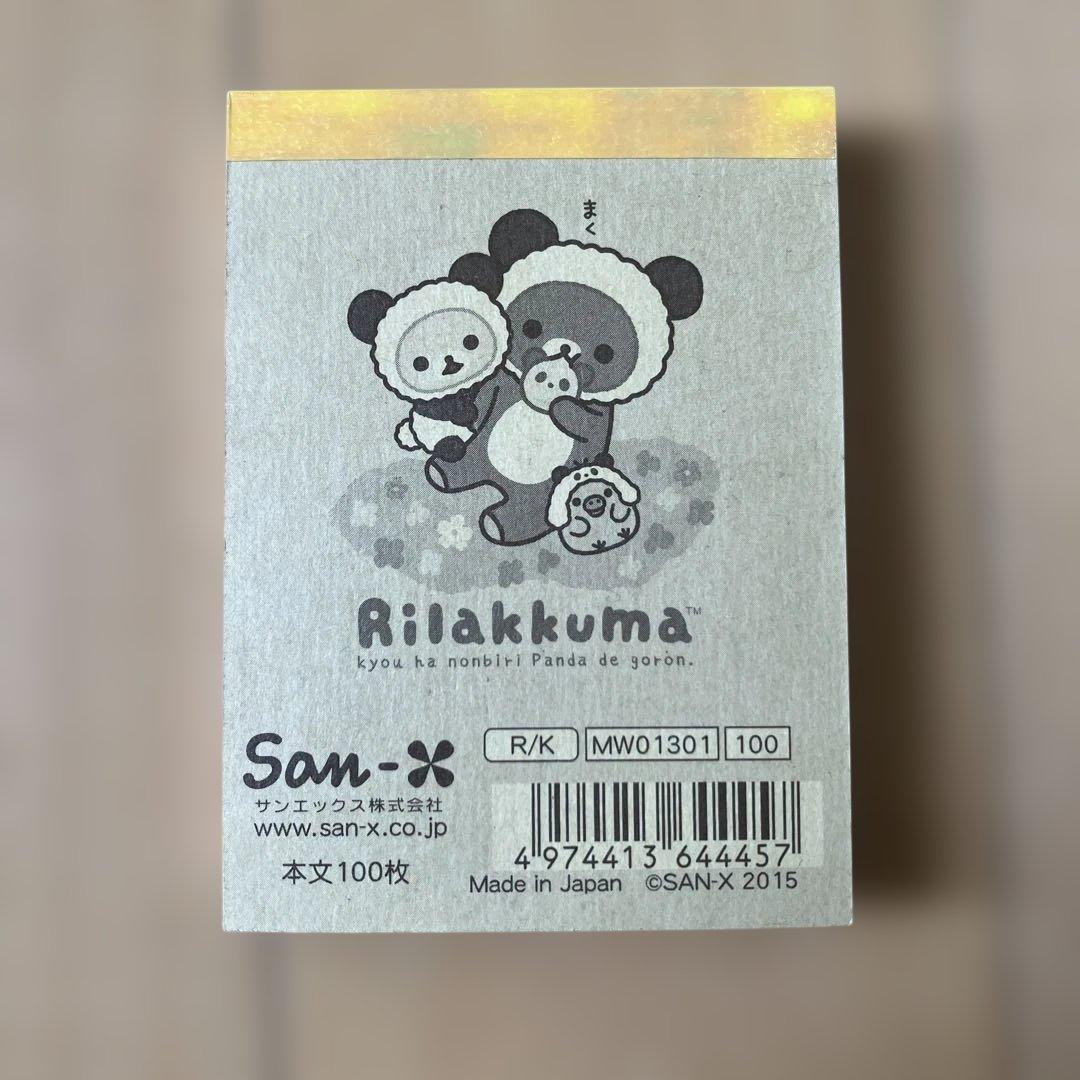 まく
Rilakkuma™
kyou ha nonbiri Panda de goron.
San-X
サンエックス株式会社
www.san-x.co.jp
本文100枚
R/K MW01301 100
4 974413 644457
Made in Japan ©SAN-X 2015